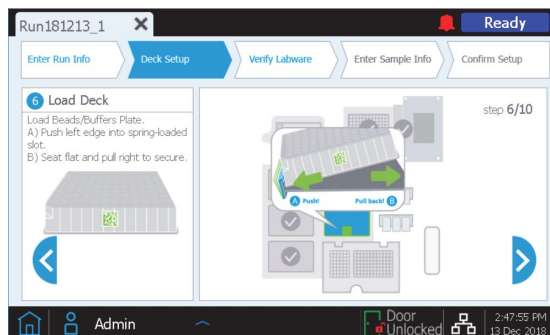 Run181213_1
Ready
Enter Run Info
Deck Setup
Verify Labware
Enter Sample Info
Confirm Setup
6 Load Deck
Load Beads/Buffers Plate.
A) Push left edge into spring-loaded
slot.
B) Seat flat and pull right to secure.
step 6/10
A Push!
Pull back! B
Admin
Door
Unlocked
2:47:55 PM
13 Dec 2018